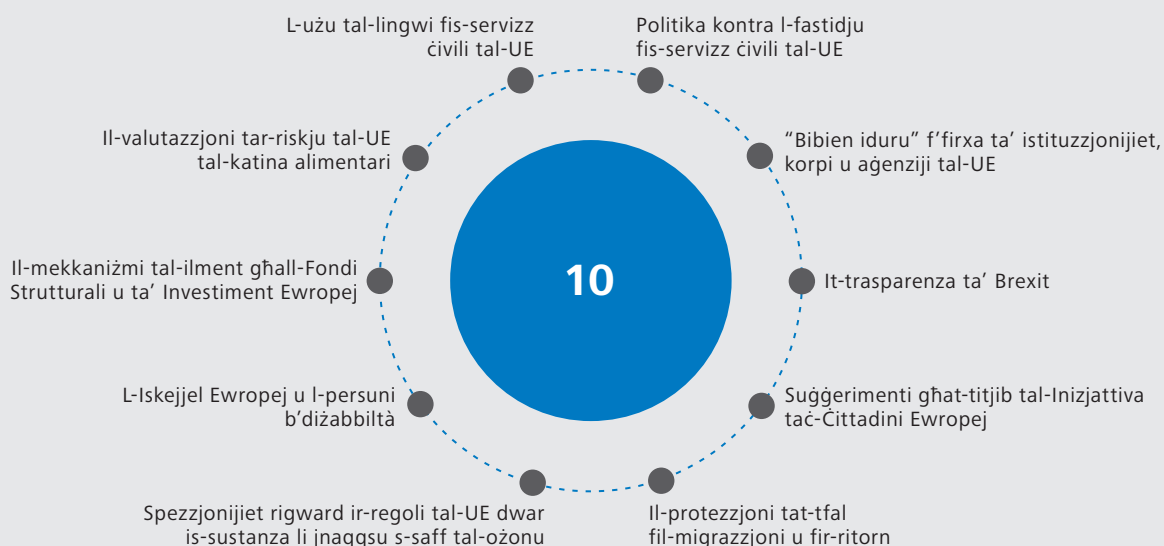 L-użu tal-lingwi fis-servizz
ċivili tal-UE
Politika kontra l-fastidju
fis-servizz ċivili tal-UE
Il-valutazzjoni tar-riskju tal-UE
tal-katina alimentari
“Bibien iduru” f’firxa ta’ istituzzjonijiet,
korpi u aġenziji tal-UE
Il-mekkaniżmi tal-ilment għall-Fondi
Strutturali u ta’ Investiment Ewropej
10
It-trasparenza ta’ Brexit
L-Iskejjel Ewropej u l-persuni
b’diżabbiltà
Suġġerimenti għat-titjib tal-Inizjattiva
taċ-Ċittadini Ewropej
Spezzjonijiet rigward ir-regoli tal-UE dwar
is-sustanza li jnaqqsu s-saff tal-ożonu
Il-protezzjoni tat-tfal
fil-migrazzjoni u fir-ritorn